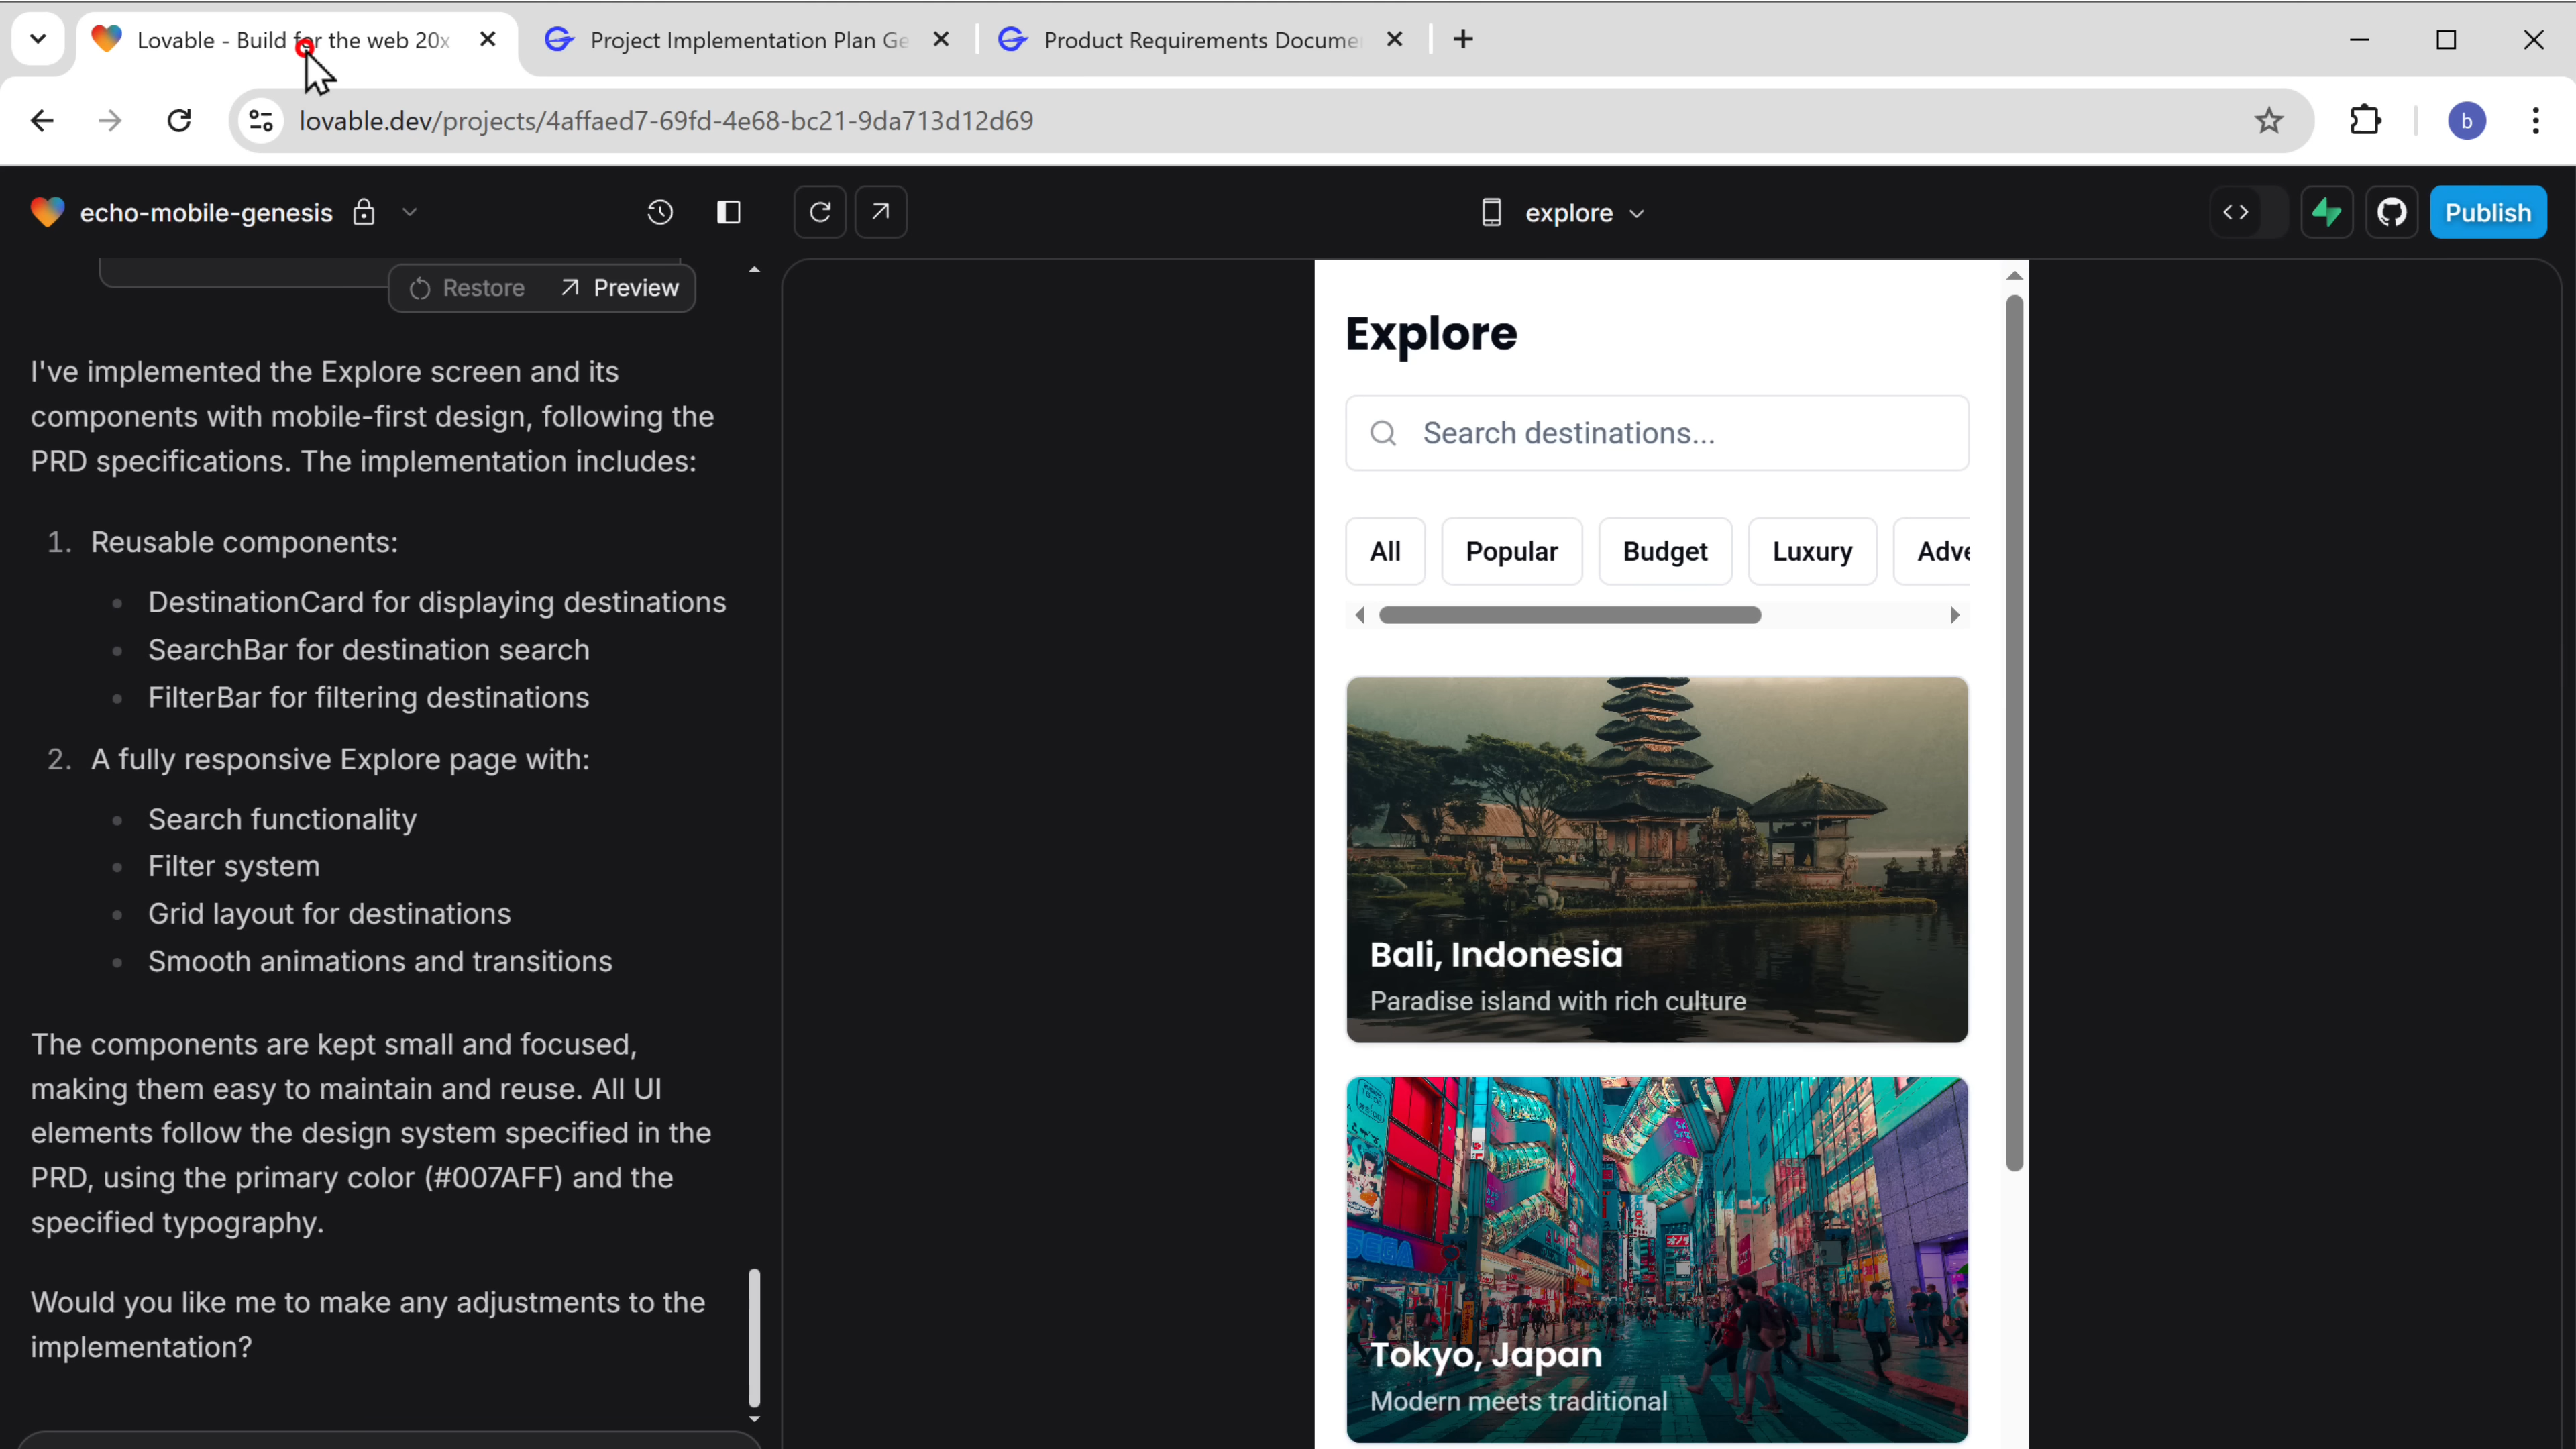 Lovable - Build for the web 20x
Project Implementation Plan Ge
Product Requirements Docume
lovable.dev/projects/4affaed7-69fd-4e68-bc21-9da713d12d69
b
echo-mobile-genesis
explore
Publish
Restore
Preview
I've implemented the Explore screen and its
components with mobile-first design, following the
PRD specifications. The implementation includes:
1. Reusable components:
• DestinationCard for displaying destinations
• SearchBar for destination search
• FilterBar for filtering destinations
2. A fully responsive Explore page with:
• Search functionality
• Filter system
• Grid layout for destinations
• Smooth animations and transitions
The components are kept small and focused,
making them easy to maintain and reuse. All UI
elements follow the design system specified in the
PRD, using the primary color (#007AFF) and the
specified typography.
Would you like me to make any adjustments to the
implementation?
Explore
Search destinations...
All
Popular
Budget
Luxury
Adve
Bali, Indonesia
Paradise island with rich culture
SEGA
Tokyo, Japan
Modern meets traditional